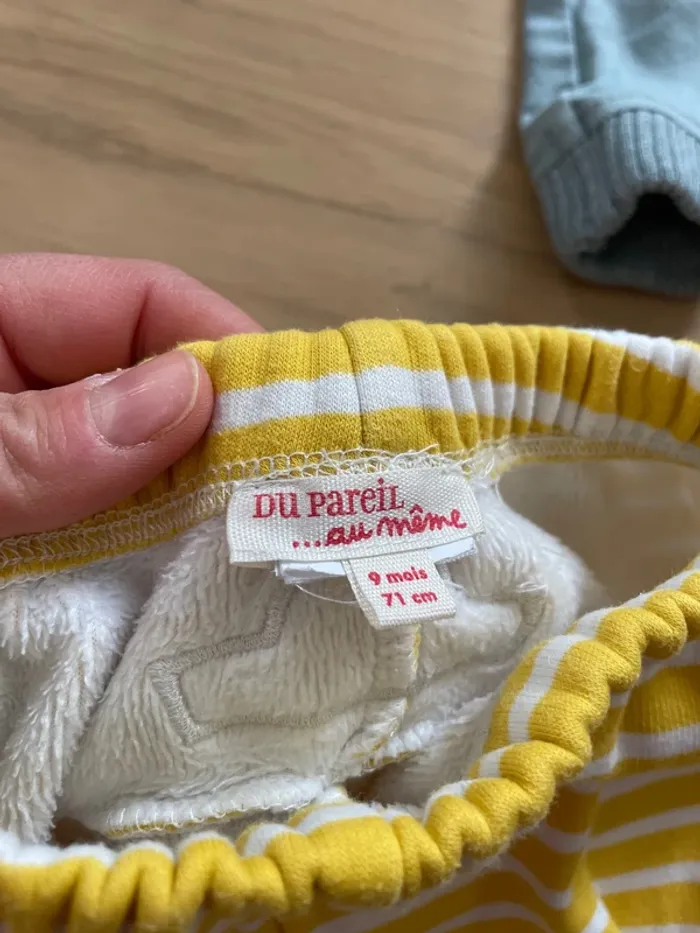 DU PAREIL
...au même
9 mois
71 cm